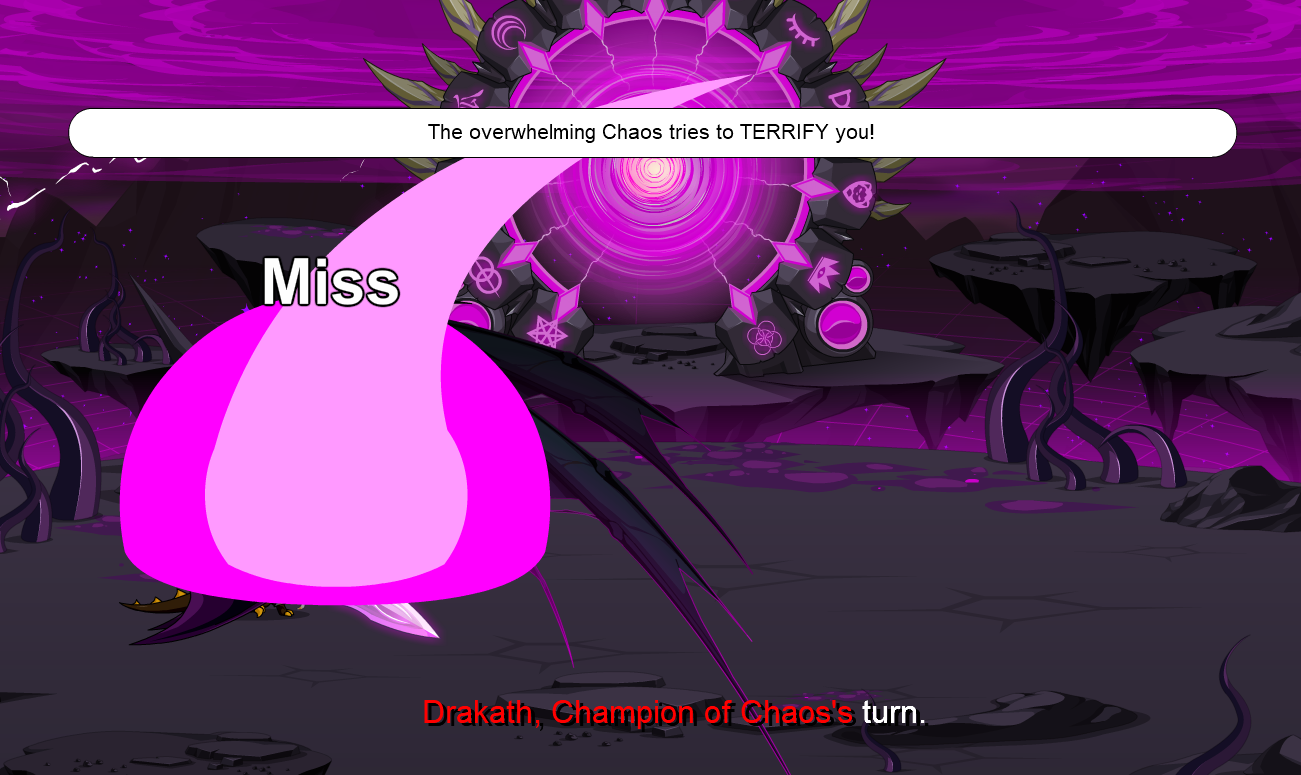 The overwhelming Chaos tries to TERRIFY you!
Miss
Drakath, Champion of Chaos's turn.